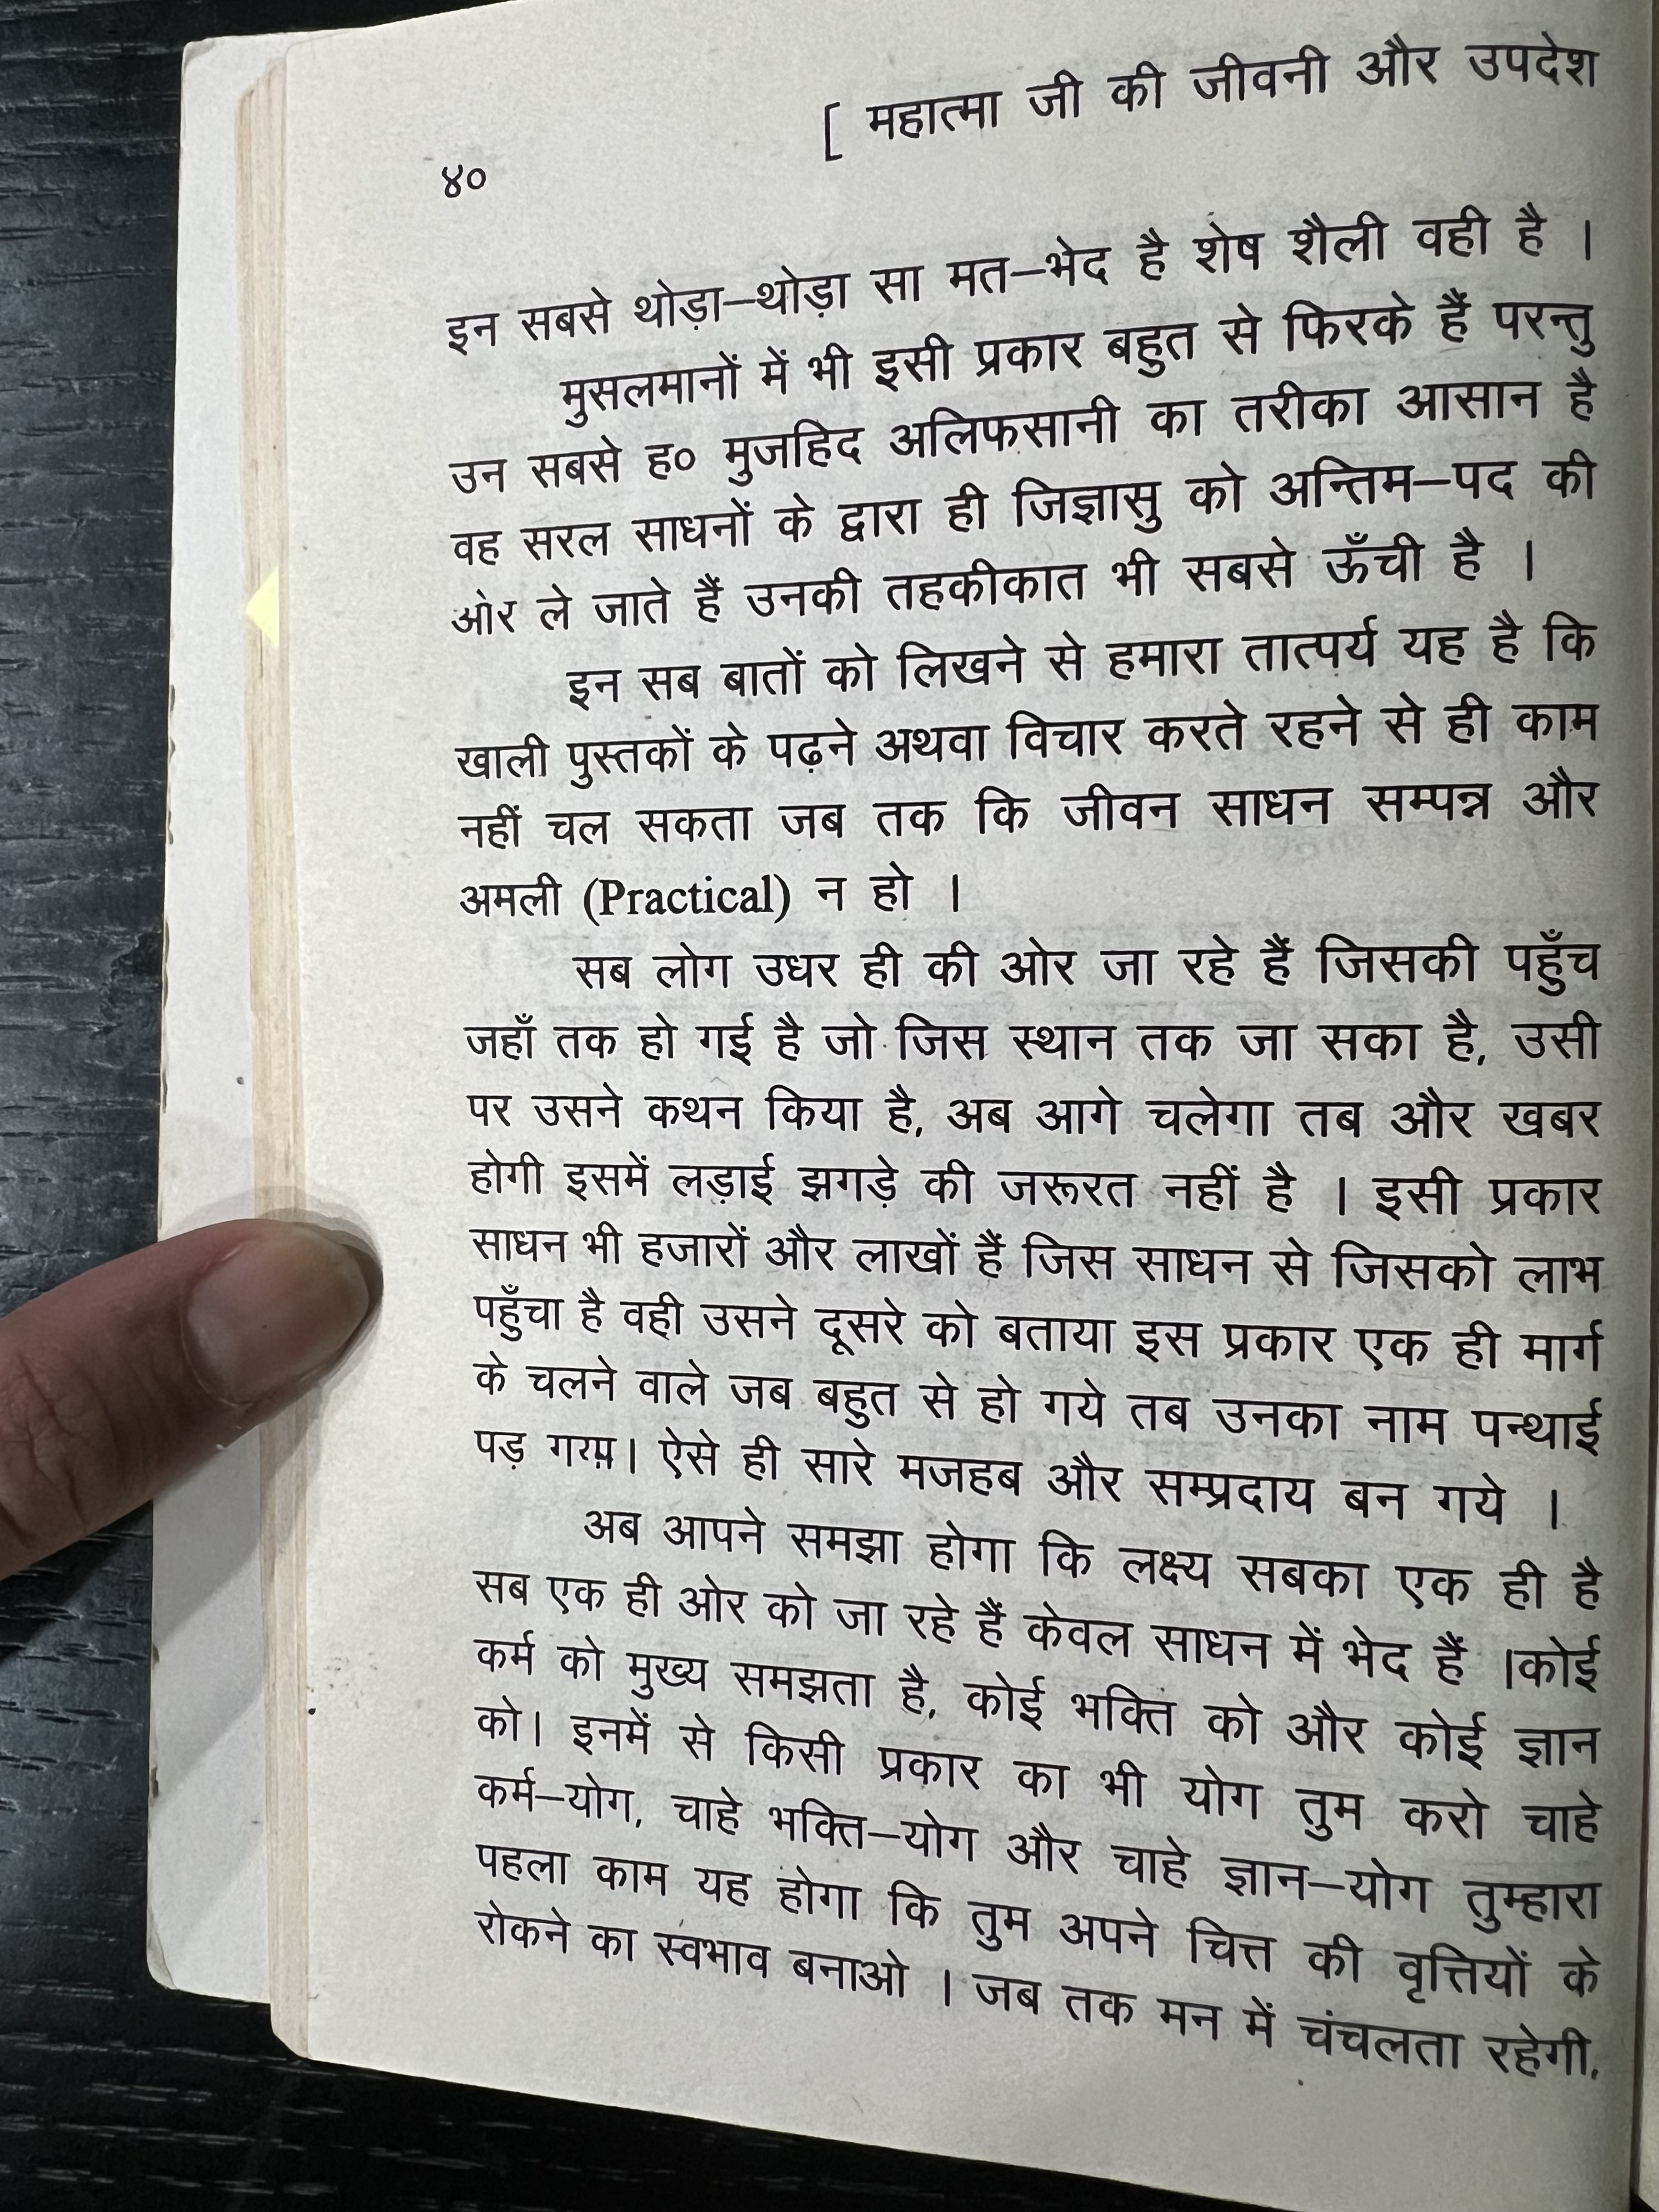 [ महात्मा जी की जीवनी और उपदेश
४०
इन सबसे थोड़ा–थोड़ा सा मत–भेद है शेष शैली वही है ।
मुसलमानों में भी इसी प्रकार बहुत से फिरके हैं परन्तु
उन सबसे ह० मुजहिद अलिफसानी का तरीका आसान है
वह सरल साधनों के द्वारा ही जिज्ञासु को अन्तिम–पद की
ओर ले जाते हैं उनकी तहकीकात भी सबसे ऊँची है ।
इन सब बातों को लिखने से हमारा तात्पर्य यह है कि
खाली पुस्तकों के पढ़ने अथवा विचार करते रहने से ही काम
नहीं चल सकता जब तक कि जीवन साधन सम्पन्न और
अमली (Practical) न हो ।
सब लोग उधर ही की ओर जा रहे हैं जिसकी पहुँच
जहाँ तक हो गई है जो जिस स्थान तक जा सका है, उसी
पर उसने कथन किया है, अब आगे चलेगा तब और खबर
होगी इसमें लड़ाई झगड़े की जरूरत नहीं है । इसी प्रकार
साधन भी हजारों और लाखों हैं जिस साधन से जिसको लाभ
पहुँचा है वही उसने दूसरे को बताया इस प्रकार एक ही मार्ग
के चलने वाले जब बहुत से हो गये तब उनका नाम पन्थाई
पड़ । ऐसे ही सारे मजहब और सम्प्रदाय बन गये ।
अब आपने समझा होगा कि लक्ष्य सबका एक ही है
सब एक ही ओर को जा रहे हैं केवल साधन में भेद हैं ।कोई
कर्म को मुख्य समझता है, कोई भक्ति को और कोई ज्ञान
को। इनमें से किसी प्रकार का भी योग तुम करो चाहे
कर्म–योग, चाहे भक्ति–योग और चाहे ज्ञान–योग तुम्हारा
पहला काम यह होगा कि तुम अपने चित्त की वृत्तियों के
रोकने का स्वभाव बनाओ । जब तक मन में चंचलता रहेगी,